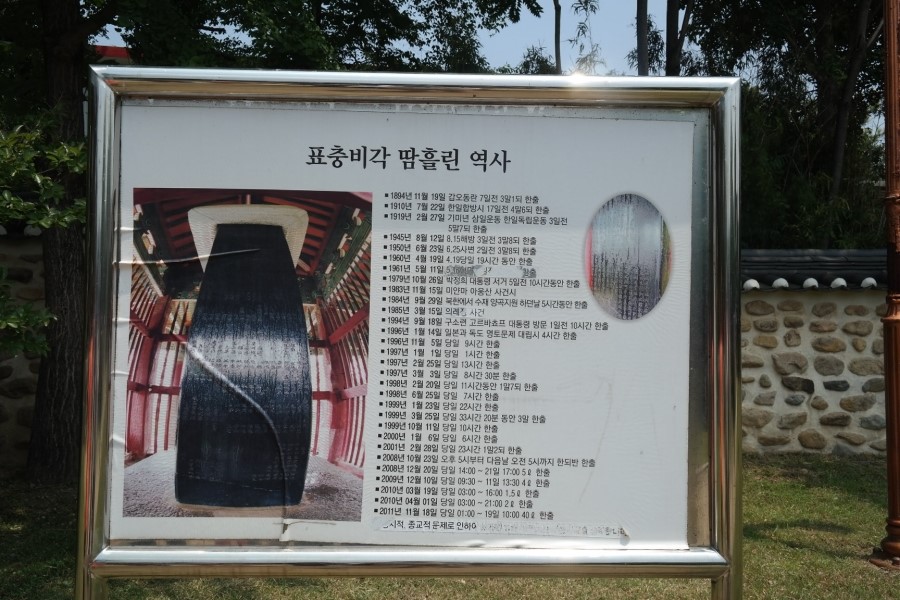 표충비각 땀흘린 역사
■ 1894년 11월 19일 갑오동란 7일전 3말1되 한출
■ 1910년 7월 22일 한일합방시 17일전 4말6되 한출
■ 1919년 2월 27일 기미년 삼일운동 한일독립운동 3일전
5말7되 한출
■ 1945년 8월 12일 8.15해방 3일전 3말8되 한출
■ 1950년 6월 23일 6.25사변 2일전 3말8되 한출
■ 1960년 4월 19일 4.19당일 19시간 동안 한출
■ 1961년 5월 11일 한출
■ 1979년 10월 26일 박정희 대통령 서거 5일전 10시간동안 한출
■ 1983년 11월 15일 미얀마 아웅산 사건시
■ 1984년 9월 29일 북한에서 수재 양곡지원 하던날 5시간동안 한출
■ 1985년 3월 15일 의례 사건
■ 1994년 9월 18일 구소련 고르바쵸프 대통령 방문 1일전 10시간 한출
■ 1996년 1월 14일 일본과 독도 영토문제 대립시 4시간 한출
■ 1996년 11월 5일 당일 9시간 한출
■ 1997년 1월 1일 당일 1시간 한출
■ 1997년 2월 25일 당일 13시간 한출
■ 1997년 3월 3일 당일 8시간 30분 한출
■ 1998년 2월 20일 당일 11시간동안 1말7되 한출
■ 1998년 6월 25일 당일 7시간 한출
■ 1999년 1월 23일 당일 22시간 한출
■ 1999년 3월 25일 당일 33시간 20분 동안 3말 한출
■ 1999년 10월 11일 당일 10시간 한출
■ 2000년 1월 6일 당일 6시간 한출
■ 2001년 2월 28일 당일 23시간 1말2되 한출
■ 2008년 10월 23일 오후 5시부터 다음날 오전 5시까지 한되반 한출
■ 2008년 12월 20일 당일 14:00 ~ 21일 17:00 5ℓ 한출
■ 2009년 12월 10일 당일 09:30 ~ 11일 13:30 4ℓ 한출
■ 2010년 03월 19일 당일 03:00 ~ 16:00 1.5ℓ 한출
■ 2010년 04월 01일 당일 03:00 ~ 21:00 2ℓ 한출
■ 2011년 11월 18일 당일 01:00 ~ 19일 10:00 40ℓ 한출
종교적 문제로 인하여